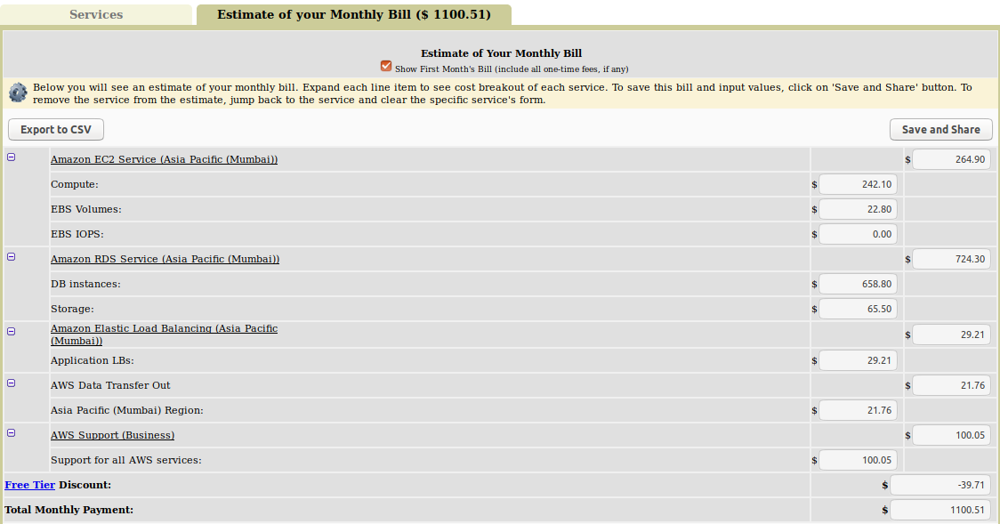 Services
Estimate of your Monthly Bill ($ 1100.51)
Estimate of Your Monthly Bill
Show First Month's Bill (include all one-time fees, if any)
Below you will see an estimate of your monthly bill. Expand each line item to see cost breakout of each service. To save this bill and input values, click on 'Save and Share' button. To
remove the service from the estimate, jump back to the service and clear the specific service's form.
Export to CSV
Save and Share
Amazon EC2 Service (Asia Pacific (Mumbai)) $ 264.90
Compute: $ 242.10
EBS Volumes: $ 22.80
EBS IOPS: $ 0.00
Amazon RDS Service (Asia Pacific (Mumbai)) $ 724.30
DB instances: $ 658.80
Storage: $ 65.50
Amazon Elastic Load Balancing (Asia Pacific
(Mumbai)) $ 29.21
Application LBs: $ 29.21
AWS Data Transfer Out $ 21.76
Asia Pacific (Mumbai) Region: $ 21.76
AWS Support (Business) $ 100.05
Support for all AWS services: $ 100.05
Free Tier Discount: $ -39.71
Total Monthly Payment: $ 1100.51